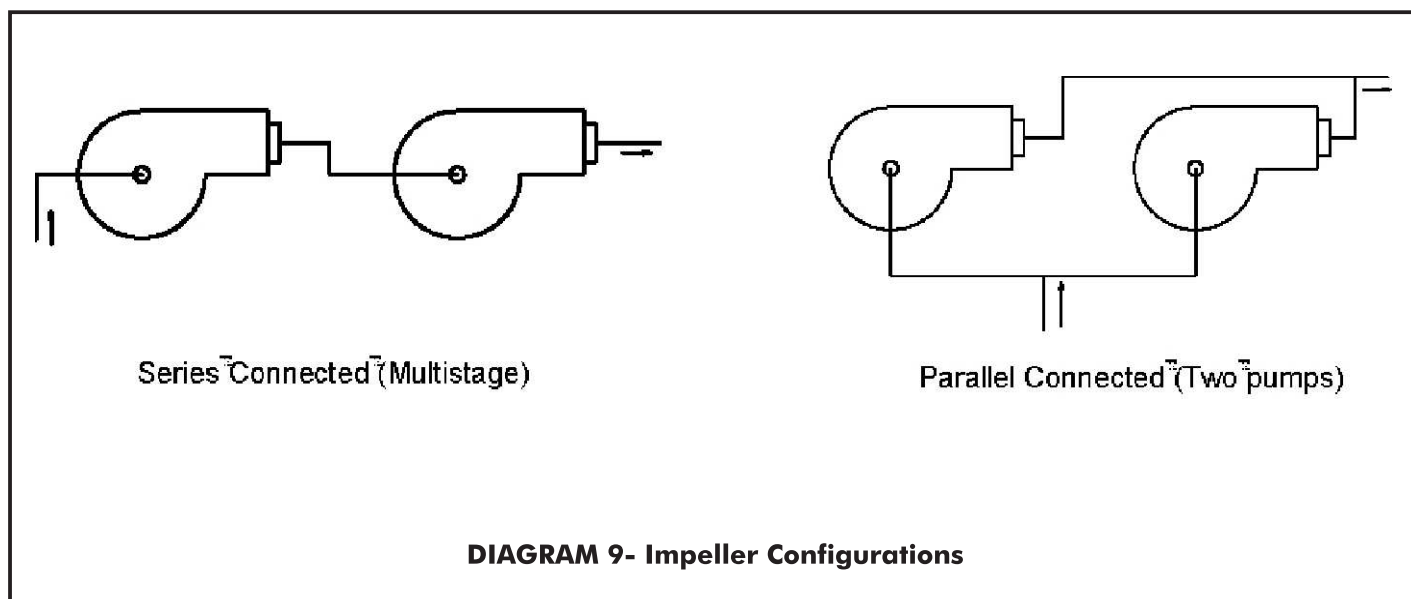 Series Connected (Multistage)
Parallel Connected (Two pumps)
DIAGRAM 9- Impeller Configurations